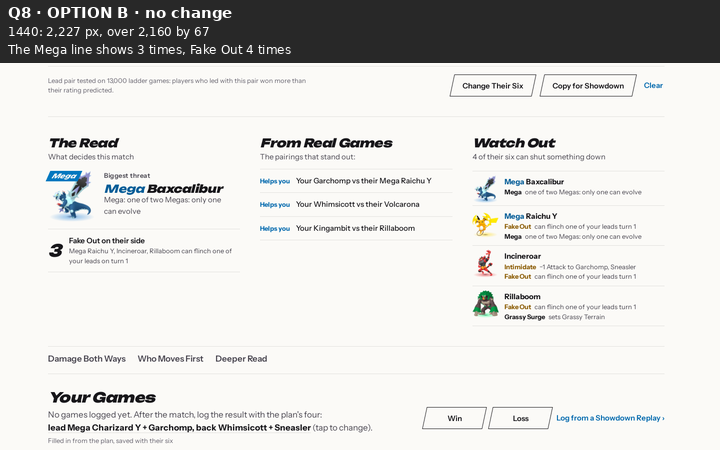 Q8 · OPTION B · no change
1440: 2,227 px, over 2,160 by 67
The Mega line shows 3 times, Fake Out 4 times
Lead pair tested on 13,000 ladder games: players who led with this pair won more than
their rating predicted.
Change Their Six
Copy for Showdown
Clear
The Read
What decides this match
Mega
Biggest threat
Mega Baxcalibur
Mega: one of two Megas: only one
can evolve
3
Fake Out on their side
Mega Raichu Y, Incineroar, Rillaboom can flinch one of
your leads on turn 1
From Real Games
The pairings that stand out:
Helps you Your Garchomp vs their Mega Raichu Y
Helps you Your Whimsicott vs their Volcarona
Helps you Your Kingambit vs their Rillaboom
Watch Out
4 of their six can shut something down
Mega Baxcalibur
Mega one of two Megas: only one can evolve
Mega Raichu Y
Fake Out can flinch one of your leads turn 1
Mega one of two Megas: only one can evolve
Incineroar
Intimidate -1 Attack to Garchomp, Sneasler
Fake Out can flinch one of your leads turn 1
Rillaboom
Fake Out can flinch one of your leads turn 1
Grassy Surge sets Grassy Terrain
Damage Both Ways
Who Moves First
Deeper Read
Your Games
No games logged yet. After the match, log the result with the plan's four:
lead Mega Charizard Y + Garchomp, back Whimsicott + Sneasler (tap to change).
Filled in from the plan, saved with their six
Win
Loss
Log from a Showdown Replay ›